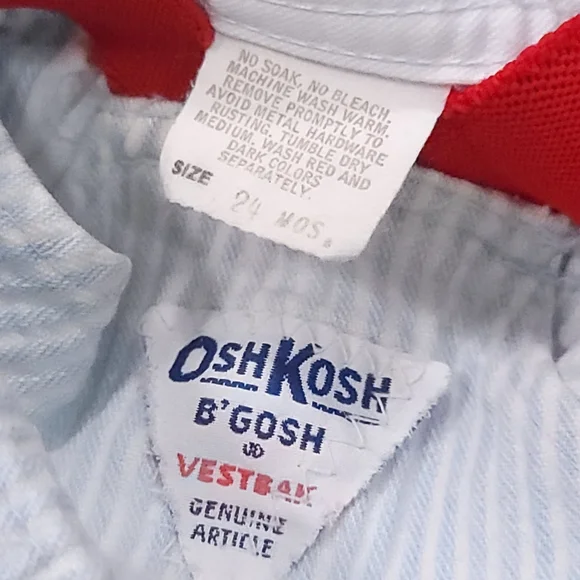 NO SOAK, NO BLEACH.
MACHINE WASH WARM.
REMOVE PROMPTLY TO
AVOID METAL HARDWARE
RUSTING. TUMBLE DRY
MEDIUM. WASH RED AND
DARK COLORS
SEPARATELY.
SIZE 24 MOS.
OSHKOSH
B'GOSH
VESTBAK
GENUINE
ARTICLE